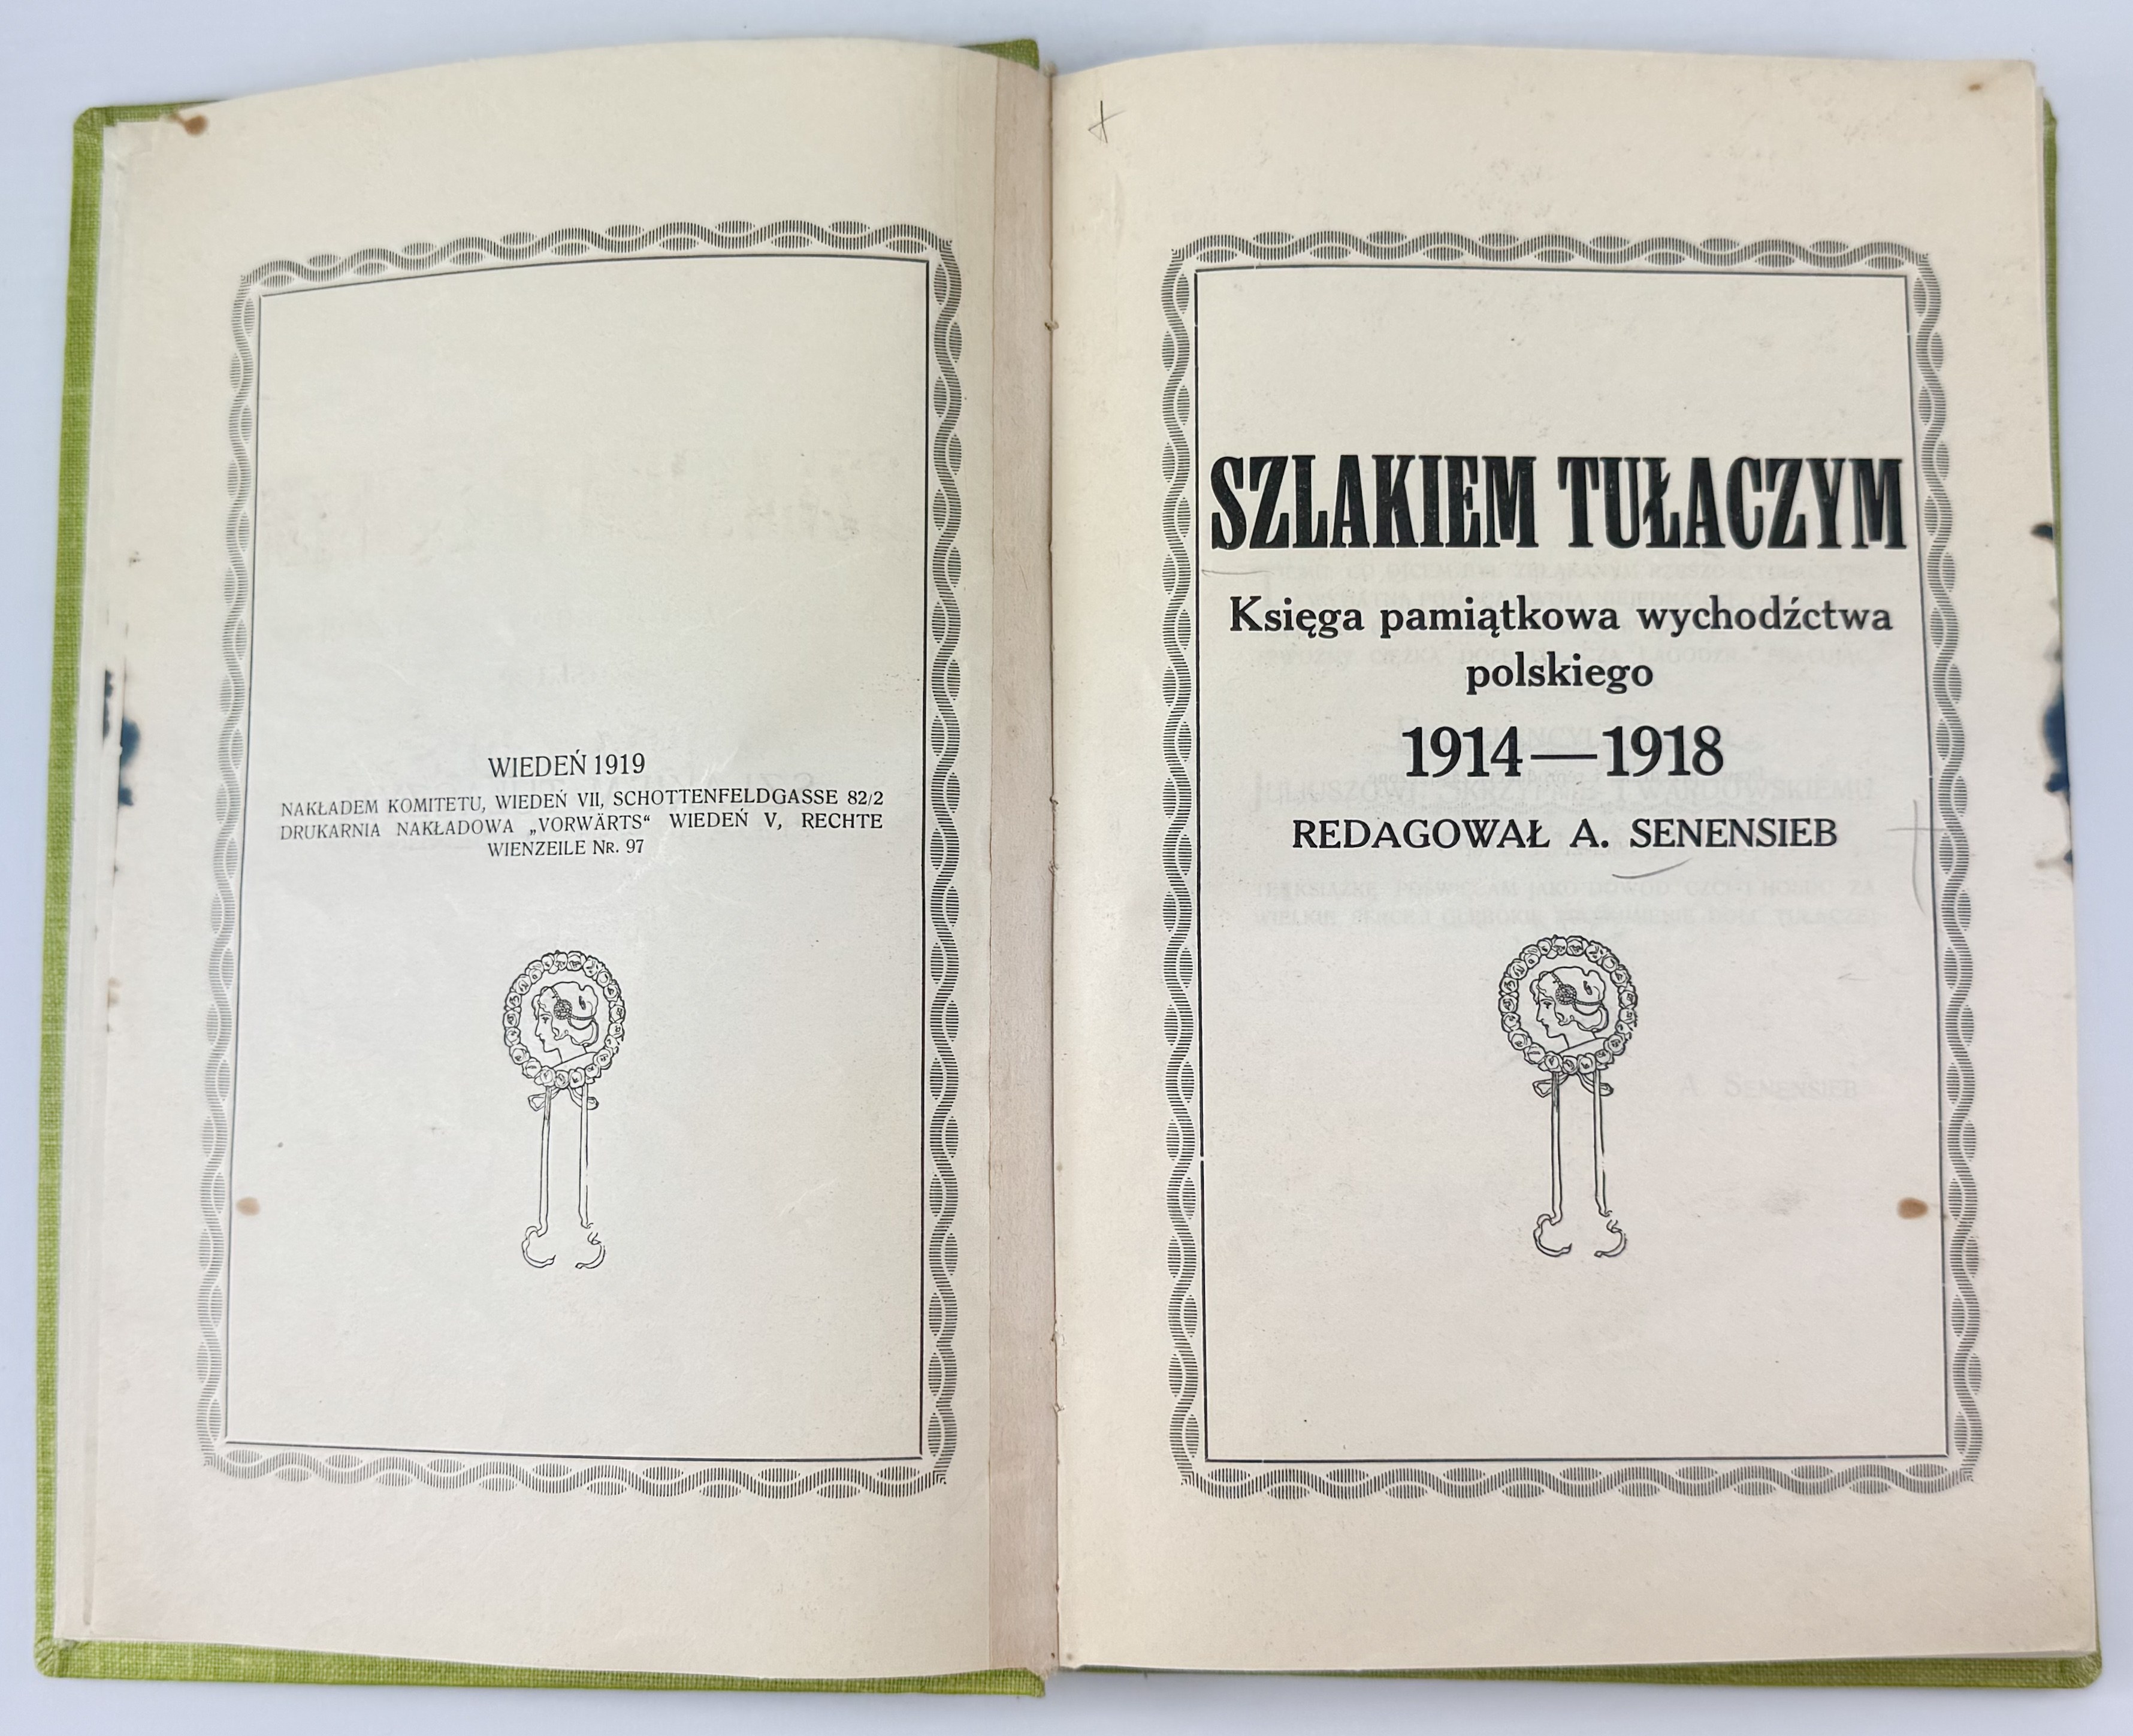 WIEDEŃ 1919
NAKŁADEM KOMITETU, WIEDEŃ VII, SCHOTTENFELDGASSE 82/2
DRUKARNIA NAKŁADOWA „VORWÄRTS“ WIEDEŃ V, RECHTE
WIENZEILE NR. 97
SZLAKIEM TUŁACZYM
Księga pamiątkowa wychodźctwa
polskiego
1914—1918
REDAGOWAŁ A. SENENSIEB
A SENENSIEB